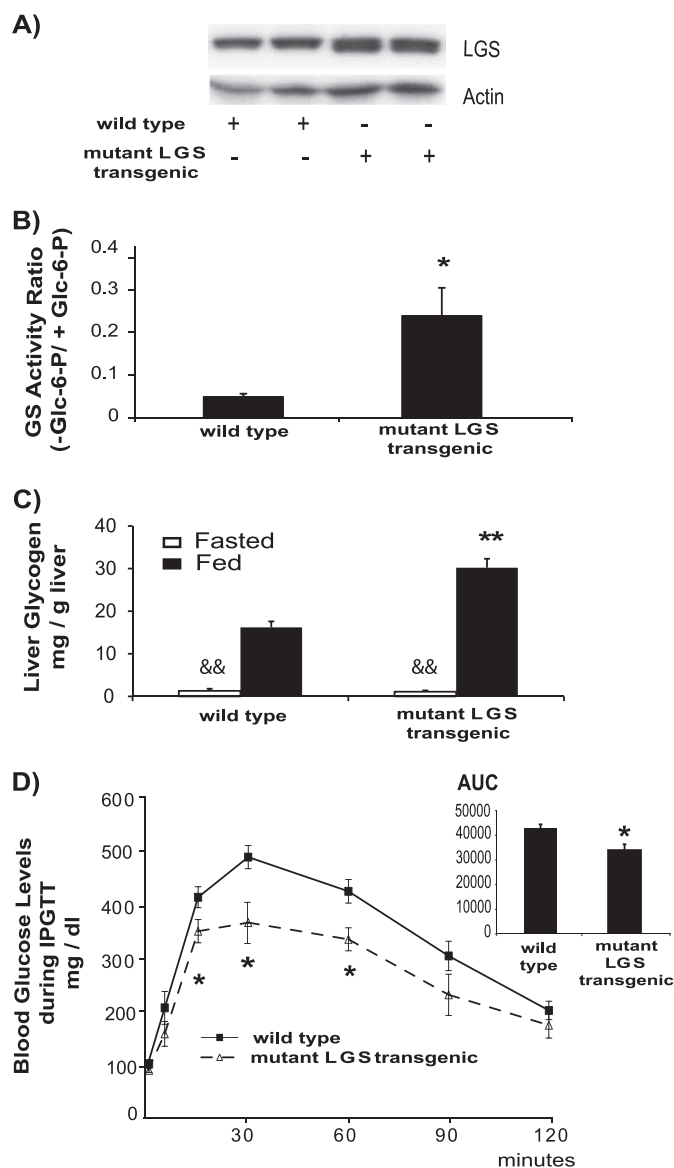 A)
LGS
Actin
wild type + + - -
mutant LGS - - + +
transgenic
B)
GS Activity Ratio
(-Glc-6-P/ + Glc-6-P)
0.4
0.3
0.2
0.1
0
*
wild type
mutant LGS
transgenic
C)
Liver Glycogen
mg / g liver
40
30
20
10
0
Fasted
Fed
&&
&&
**
wild type
mutant LGS
transgenic
D)
Blood Glucose Levels
during IPGTT
mg / dl
600
500
400
300
200
100
0
* * *
wild type
mutant LGS transgenic
30 60 90 120
minutes
AUC
50000
40000
30000
20000
10000
0
*
wild
type
mutant
LGS
transgenic